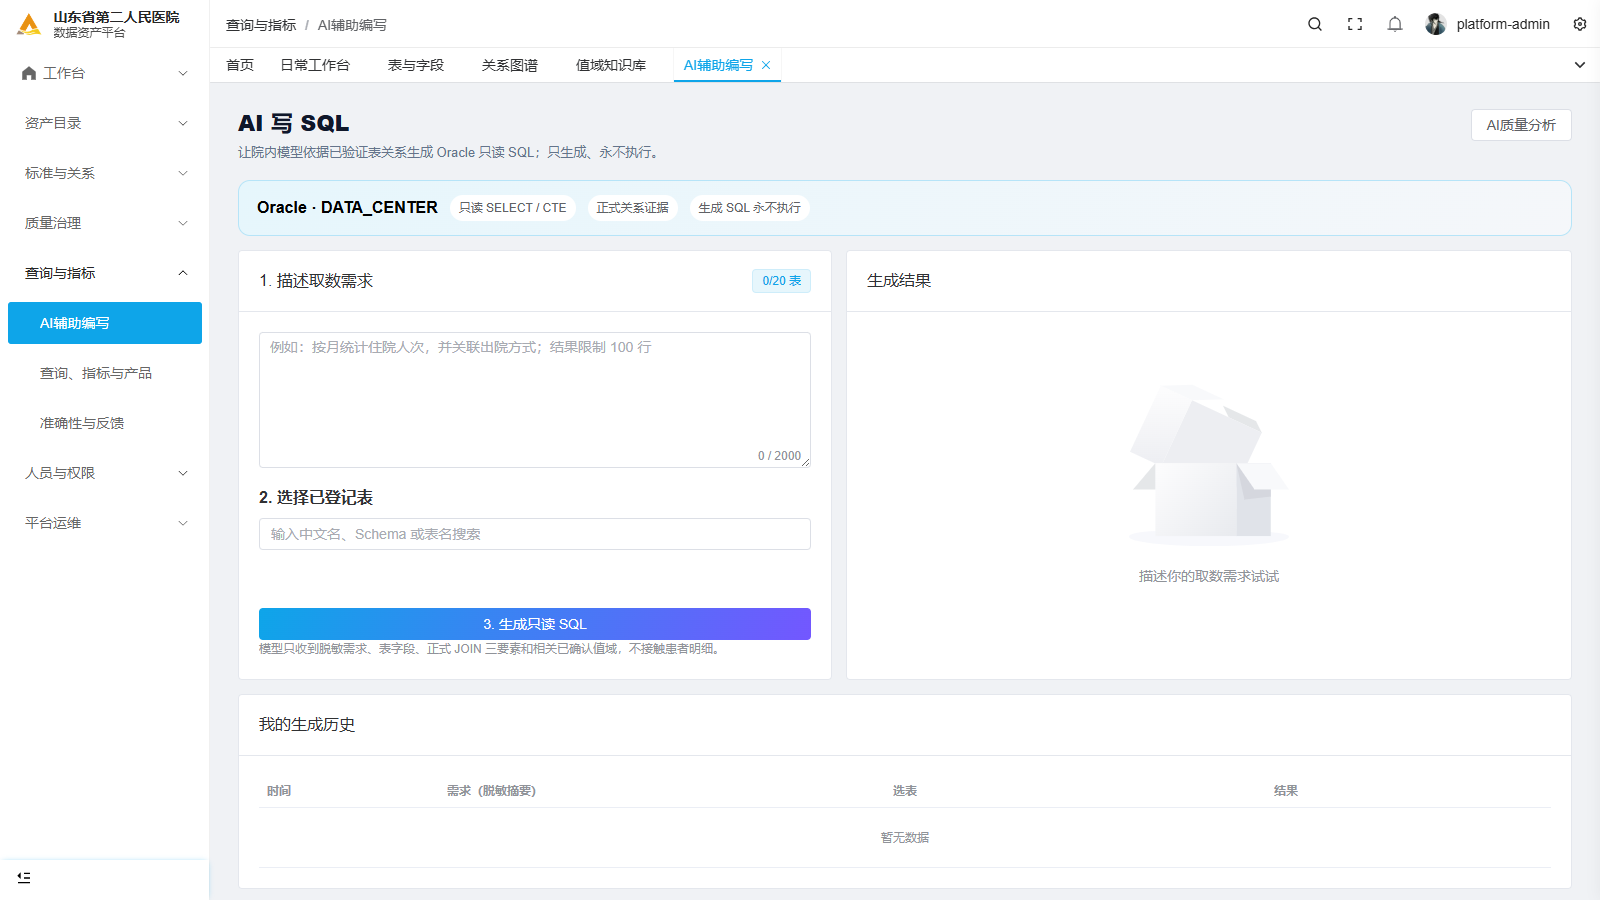 山东省第二人民医院
数据资产平台
工作台
资产目录
标准与关系
质量治理
查询与指标
AI辅助编写
查询、指标与产品
准确性与反馈
人员与权限
平台运维
查询与指标 / AI辅助编写
platform-admin
首页 日常工作台 表与字段 关系图谱 值域知识库 AI辅助编写
AI 写 SQL
让院内模型依据已验证表关系生成 Oracle 只读 SQL；只生成、永不执行。
AI质量分析
Oracle · DATA_CENTER 只读 SELECT / CTE 正式关系证据 生成 SQL 永不执行
1. 描述取数需求
0/20 表
例如：按月统计住院人次，并关联出院方式；结果限制 100 行
0 / 2000
2. 选择已登记表
输入中文名、Schema 或表名搜索
3. 生成只读 SQL
模型只收到脱敏需求、表字段、正式 JOIN 三要素和相关已确认值域，不接触患者明细。
生成结果
描述你的取数需求试试
我的生成历史
时间 需求（脱敏摘要） 选表 结果
暂无数据